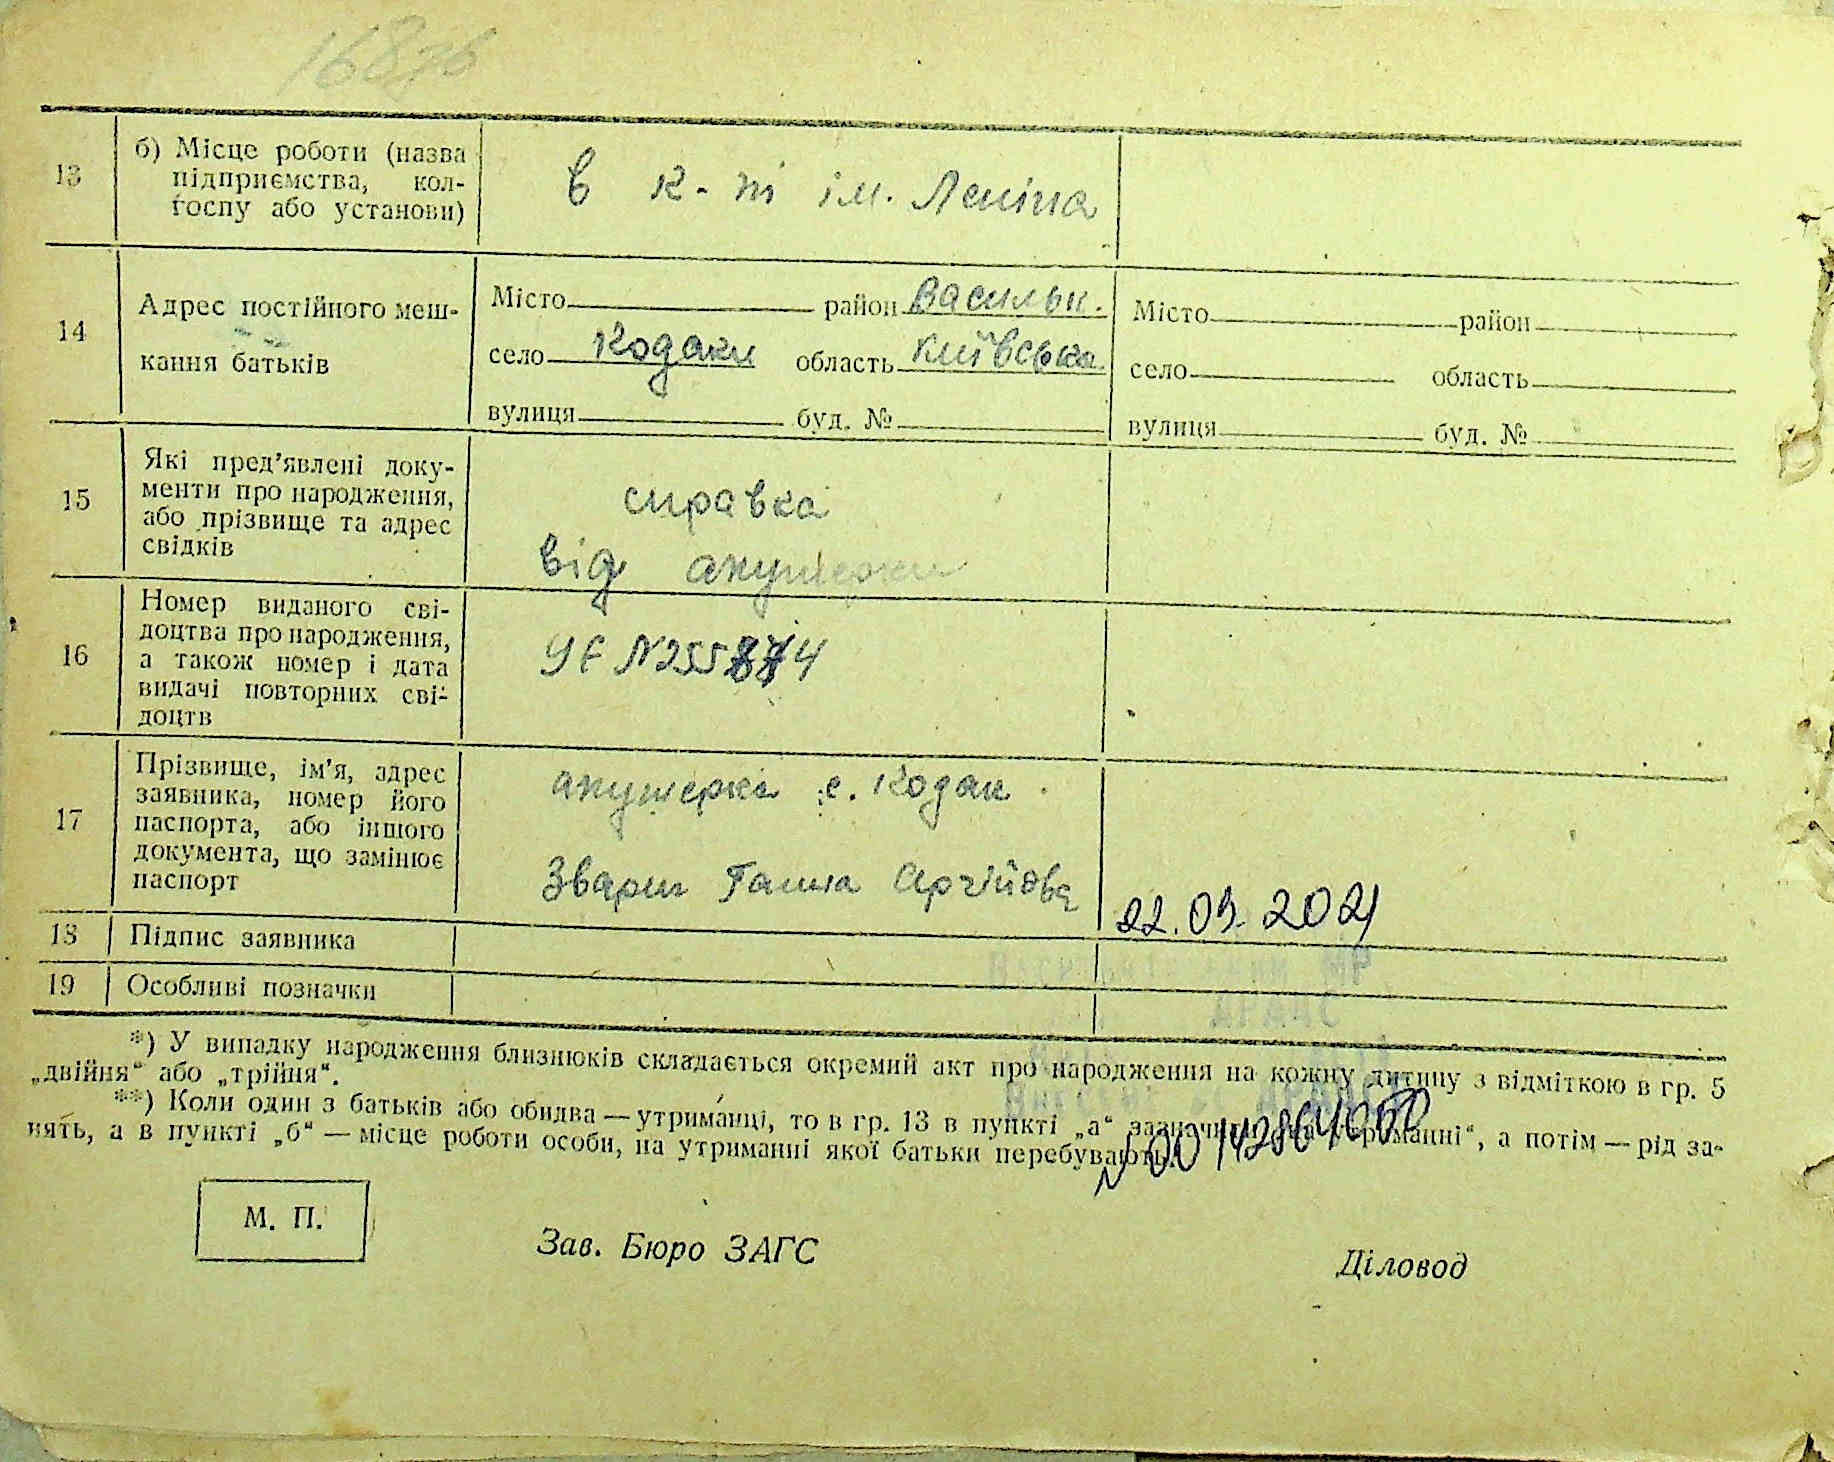 168зв
13
б) Місце роботи (назва
підприємства, кол-
госпу або установи)
в к-ті ім. Леніна
14
Адрес постійного меш-
кання батьків
Місто район Васильк.
село Кодаки область Київська
вулиця буд. №
Місто район
село область
вулиця буд. №
15
Які пред'явлені доку-
менти про народження,
або прізвище та адрес
свідків
справка
від акушерки
16
Номер виданого сві-
доцтва про народження,
а також номер і дата
видачі повторних сві-
доцтв
17
Прізвище, ім'я, адрес
заявника, номер його
паспорта, або іншого
документа, що замінює
паспорт
акушерка с. Кодаки
Зварич Ганна
22.09.2021
18
Підпис заявника
19
Особливі позначки
*) У випадку народження близнюків складається окремий акт про народження на кожну дитину з відміткою в гр. 5
„двійня“ або „трійня“.
**) Коли один з батьків або обидва — утриманці, то в гр. 13 в пункті „а“
нять, а в пункті „б“ — місце роботи особи, на утриманні якої батьки перебувають. а потім — рід за-
М. П.
Зав. Бюро ЗАГС
Діловод